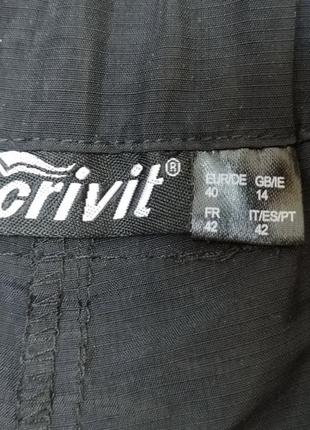 crivit®
EUR/DE GB/IE
40 14
FR IT/ES/PT
42 42